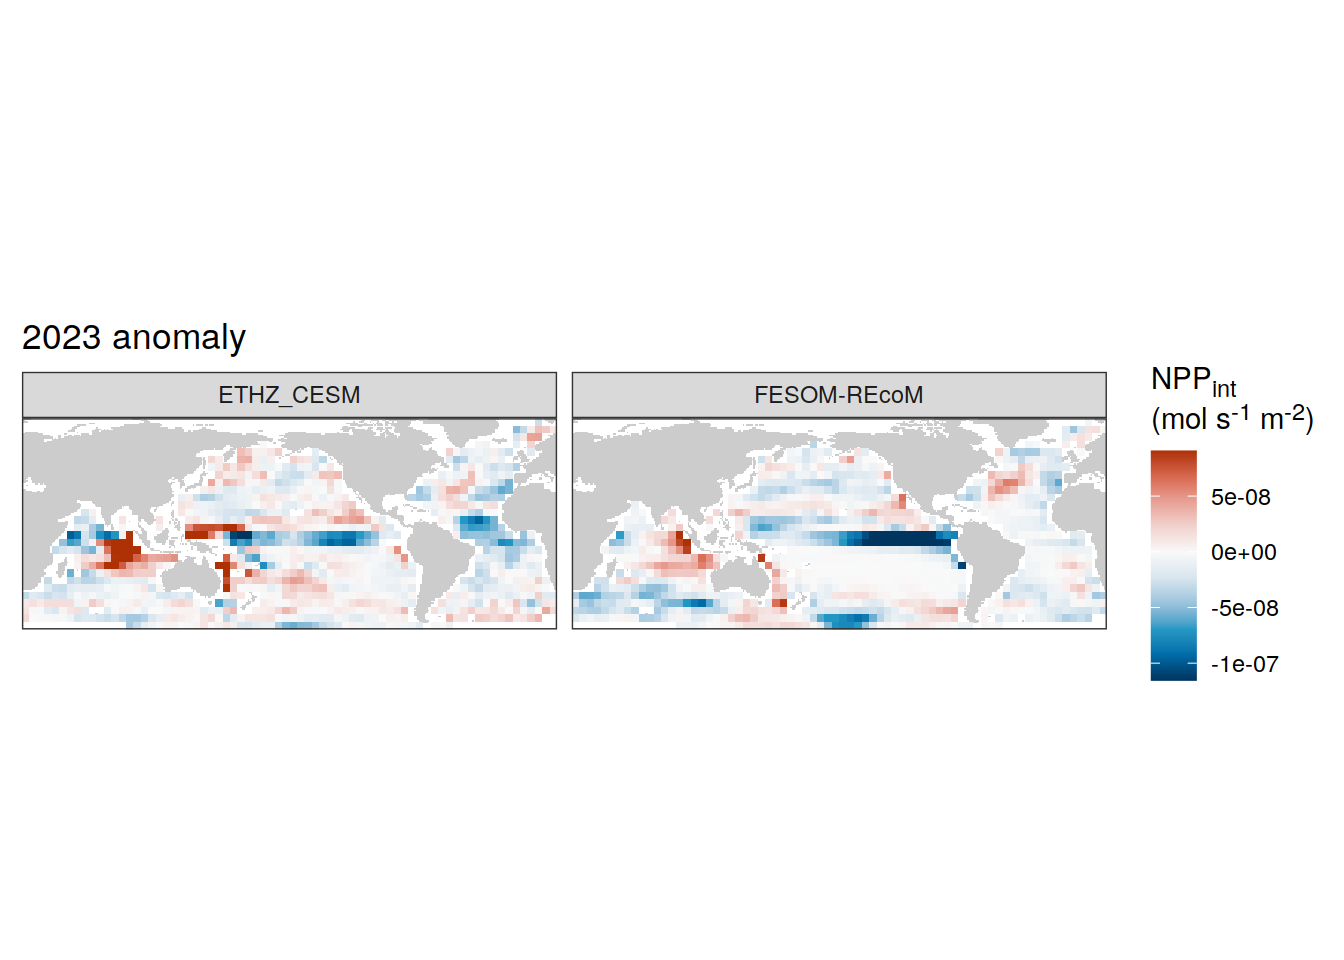 2023 anomaly
ETHZ_CESM
FESOM-REcoM
NPPint
(mol s-1 m-2)
5e-08
0e+00
-5e-08
-1e-07